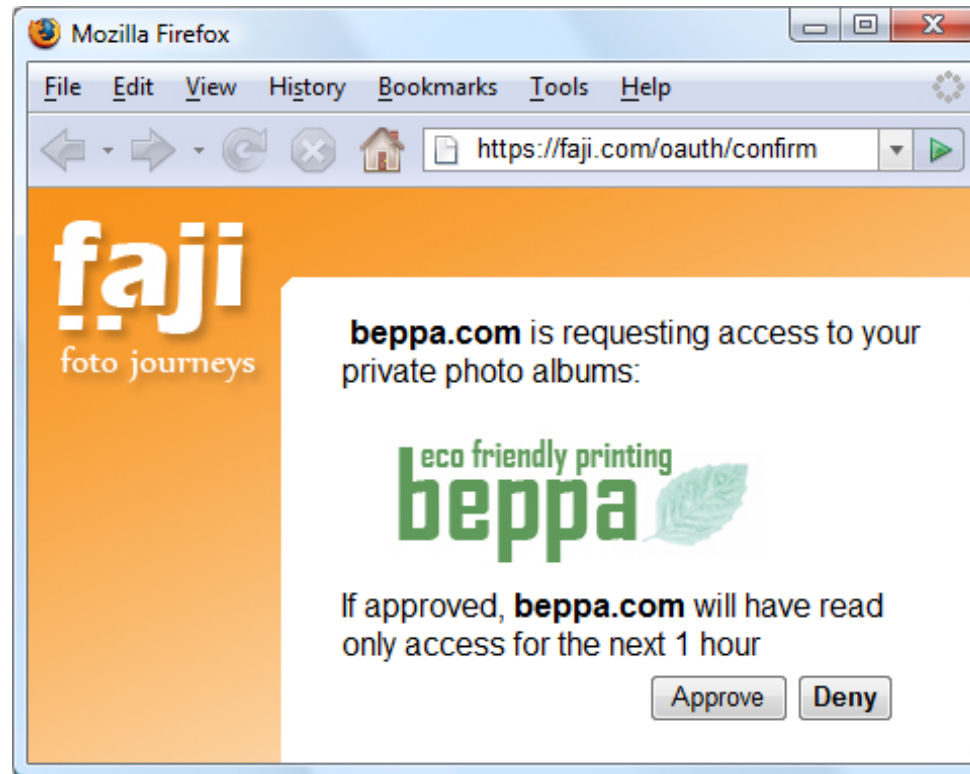 Mozilla Firefox
File Edit View History Bookmarks Tools Help
https://faji.com/oauth/confirm
faji
foto journeys
beppa.com is requesting access to your
private photo albums:
eco friendly printing
beppa
If approved, beppa.com will have read
only access for the next 1 hour
Approve Deny